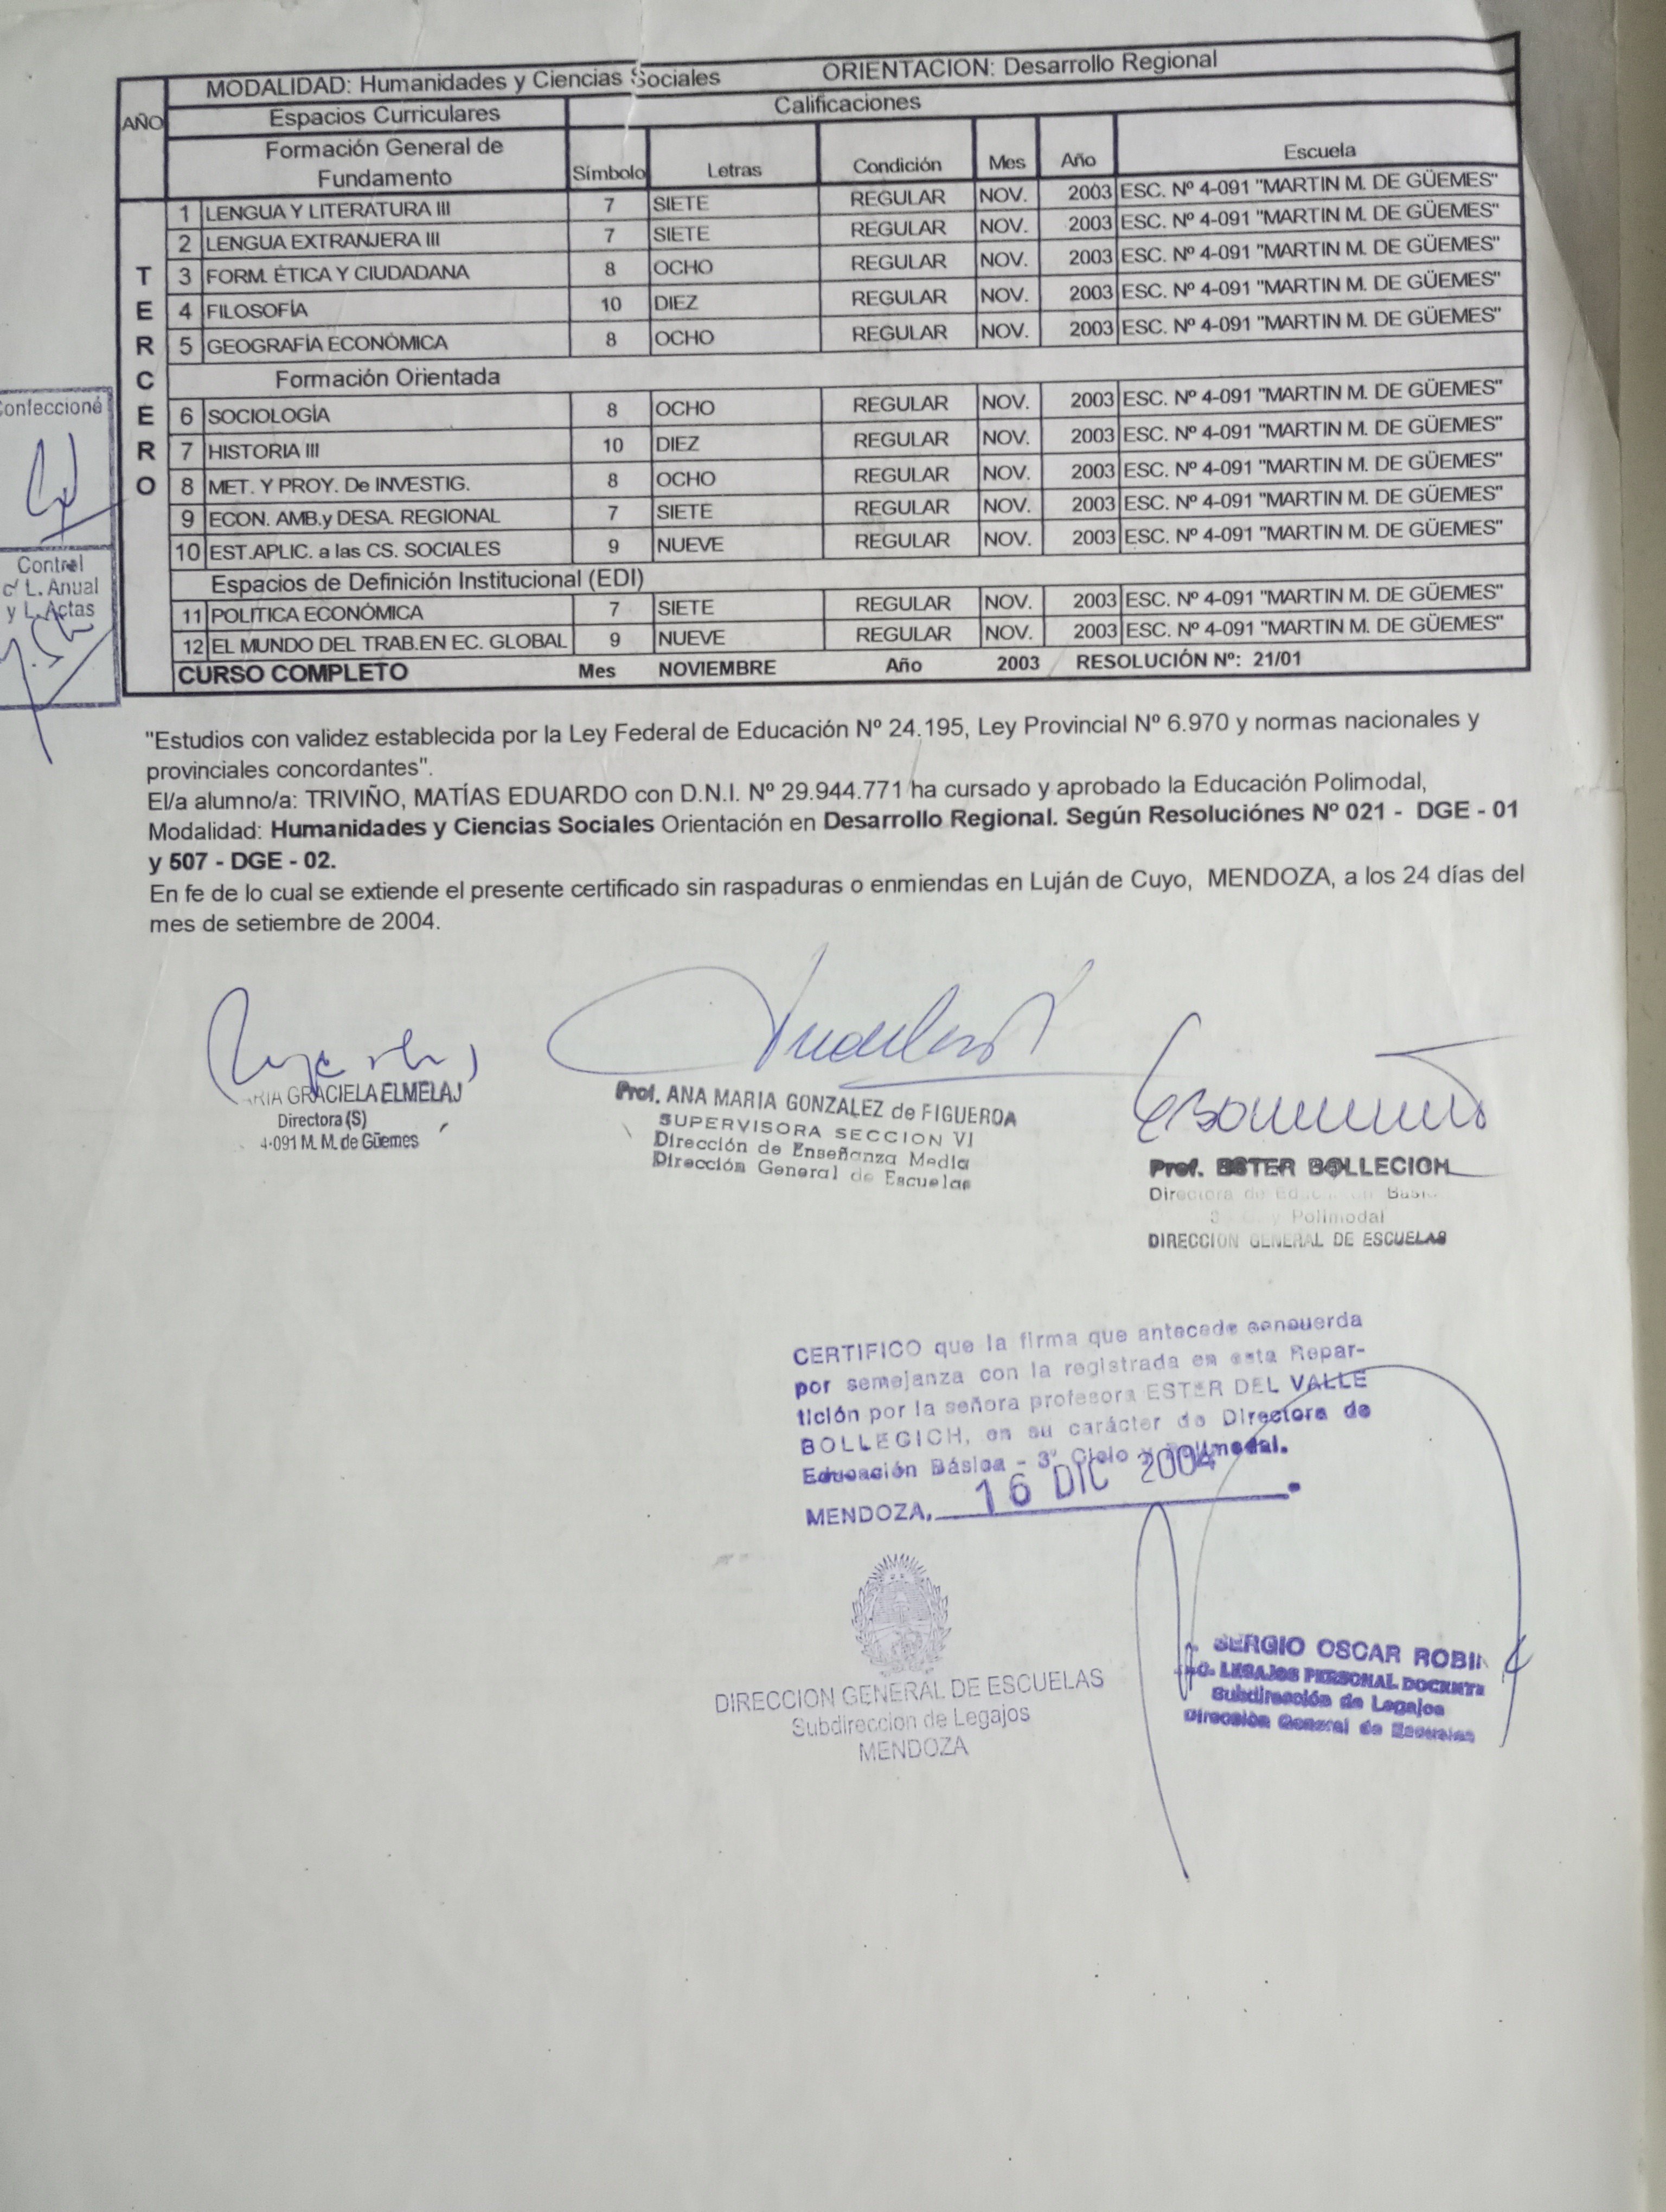 MODALIDAD: Humanidades y Ciencias Sociales ORIENTACION: Desarrollo Regional
AÑO Espacios Curriculares Calificaciones
Formación General de Fundamento Símbolo Letras Condición Mes Año Escuela
TERCERO
1 LENGUA Y LITERATURA III 7 SIETE REGULAR NOV. 2003 ESC. Nº 4-091 "MARTIN M. DE GÜEMES"
2 LENGUA EXTRANJERA III 7 SIETE REGULAR NOV. 2003 ESC. Nº 4-091 "MARTIN M. DE GÜEMES"
3 FORM. ÉTICA Y CIUDADANA 8 OCHO REGULAR NOV. 2003 ESC. Nº 4-091 "MARTIN M. DE GÜEMES"
4 FILOSOFÍA 10 DIEZ REGULAR NOV. 2003 ESC. Nº 4-091 "MARTIN M. DE GÜEMES"
5 GEOGRAFÍA ECONÓMICA 8 OCHO REGULAR NOV. 2003 ESC. Nº 4-091 "MARTIN M. DE GÜEMES"
Formación Orientada
6 SOCIOLOGÍA 8 OCHO REGULAR NOV. 2003 ESC. Nº 4-091 "MARTIN M. DE GÜEMES"
7 HISTORIA III 10 DIEZ REGULAR NOV. 2003 ESC. Nº 4-091 "MARTIN M. DE GÜEMES"
8 MET. Y PROY. De INVESTIG. 8 OCHO REGULAR NOV. 2003 ESC. Nº 4-091 "MARTIN M. DE GÜEMES"
9 ECON. AMB.y DESA. REGIONAL 7 SIETE REGULAR NOV. 2003 ESC. Nº 4-091 "MARTIN M. DE GÜEMES"
10 EST.APLIC. a las CS. SOCIALES 9 NUEVE REGULAR NOV. 2003 ESC. Nº 4-091 "MARTIN M. DE GÜEMES"
Espacios de Definición Institucional (EDI)
11 POLÍTICA ECONÓMICA 7 SIETE REGULAR NOV. 2003 ESC. Nº 4-091 "MARTIN M. DE GÜEMES"
12 EL MUNDO DEL TRAB.EN EC. GLOBAL 9 NUEVE REGULAR NOV. 2003 ESC. Nº 4-091 "MARTIN M. DE GÜEMES"
CURSO COMPLETO Mes NOVIEMBRE Año 2003 RESOLUCIÓN Nº: 21/01
Confeccionó
Control
c/ L. Anual
y L. Actas
"Estudios con validez establecida por la Ley Federal de Educación Nº 24.195, Ley Provincial Nº 6.970 y normas nacionales y
provinciales concordantes".
El/a alumno/a: TRIVIÑO, MATÍAS EDUARDO con D.N.I. Nº 29.944.771 ha cursado y aprobado la Educación Polimodal,
Modalidad: Humanidades y Ciencias Sociales Orientación en Desarrollo Regional. Según Resoluciónes Nº 021 - DGE - 01
y 507 - DGE - 02.
En fe de lo cual se extiende el presente certificado sin raspaduras o enmiendas en Luján de Cuyo, MENDOZA, a los 24 días del
mes de setiembre de 2004.
GRACIELA ELMELAJ
Directora (S)
4-091 M. M. de Güemes
Prof. ANA MARIA GONZALEZ de FIGUEROA
SUPERVISORA SECCION VI
Dirección de Enseñanza Media
Dirección General de Escuelas
Prof. ESTER BOLLECICH
Directora de
Polimodal
DIRECCION GENERAL DE ESCUELAS
CERTIFICO que la firma que antecede concuerda
por semejanza con la registrada en esta Repar-
tición por la señora profesora ESTER DEL VALLE
BOLLECICH, en su carácter de Directora de
Educación Básica - 3º Ciclo y Polimodal.
MENDOZA, 16 DIC 2004
DIRECCION GENERAL DE ESCUELAS
Subdireccion de Legajos
MENDOZA
SERGIO OSCAR
LEGAJOS PERSONAL DOCENTE
Subdirección de Legajos
Dirección General de Escuelas